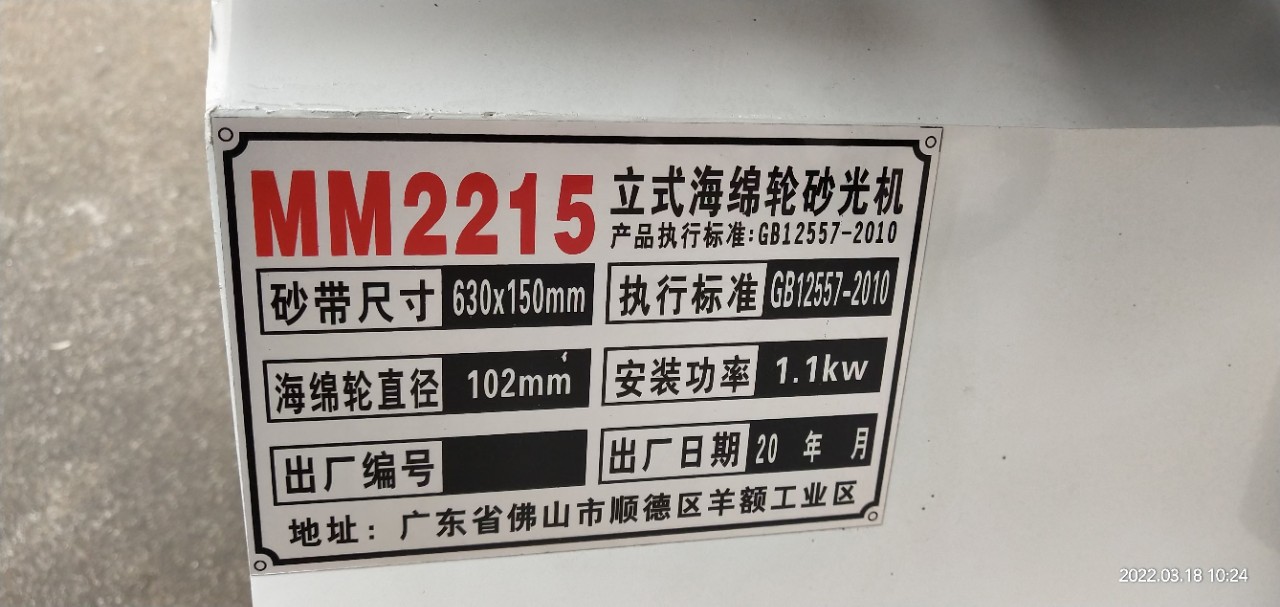 MM2215 立式海绵轮砂光机
产品执行标准:GB12557-2010
砂带尺寸 630x150mm 执行标准 GB12557-2010
海绵轮直径 102mm 安装功率 1.1kw
出厂编号 出厂日期 20 年 月
地址：广东省佛山市顺德区羊额工业区
2022.03.18 10:24